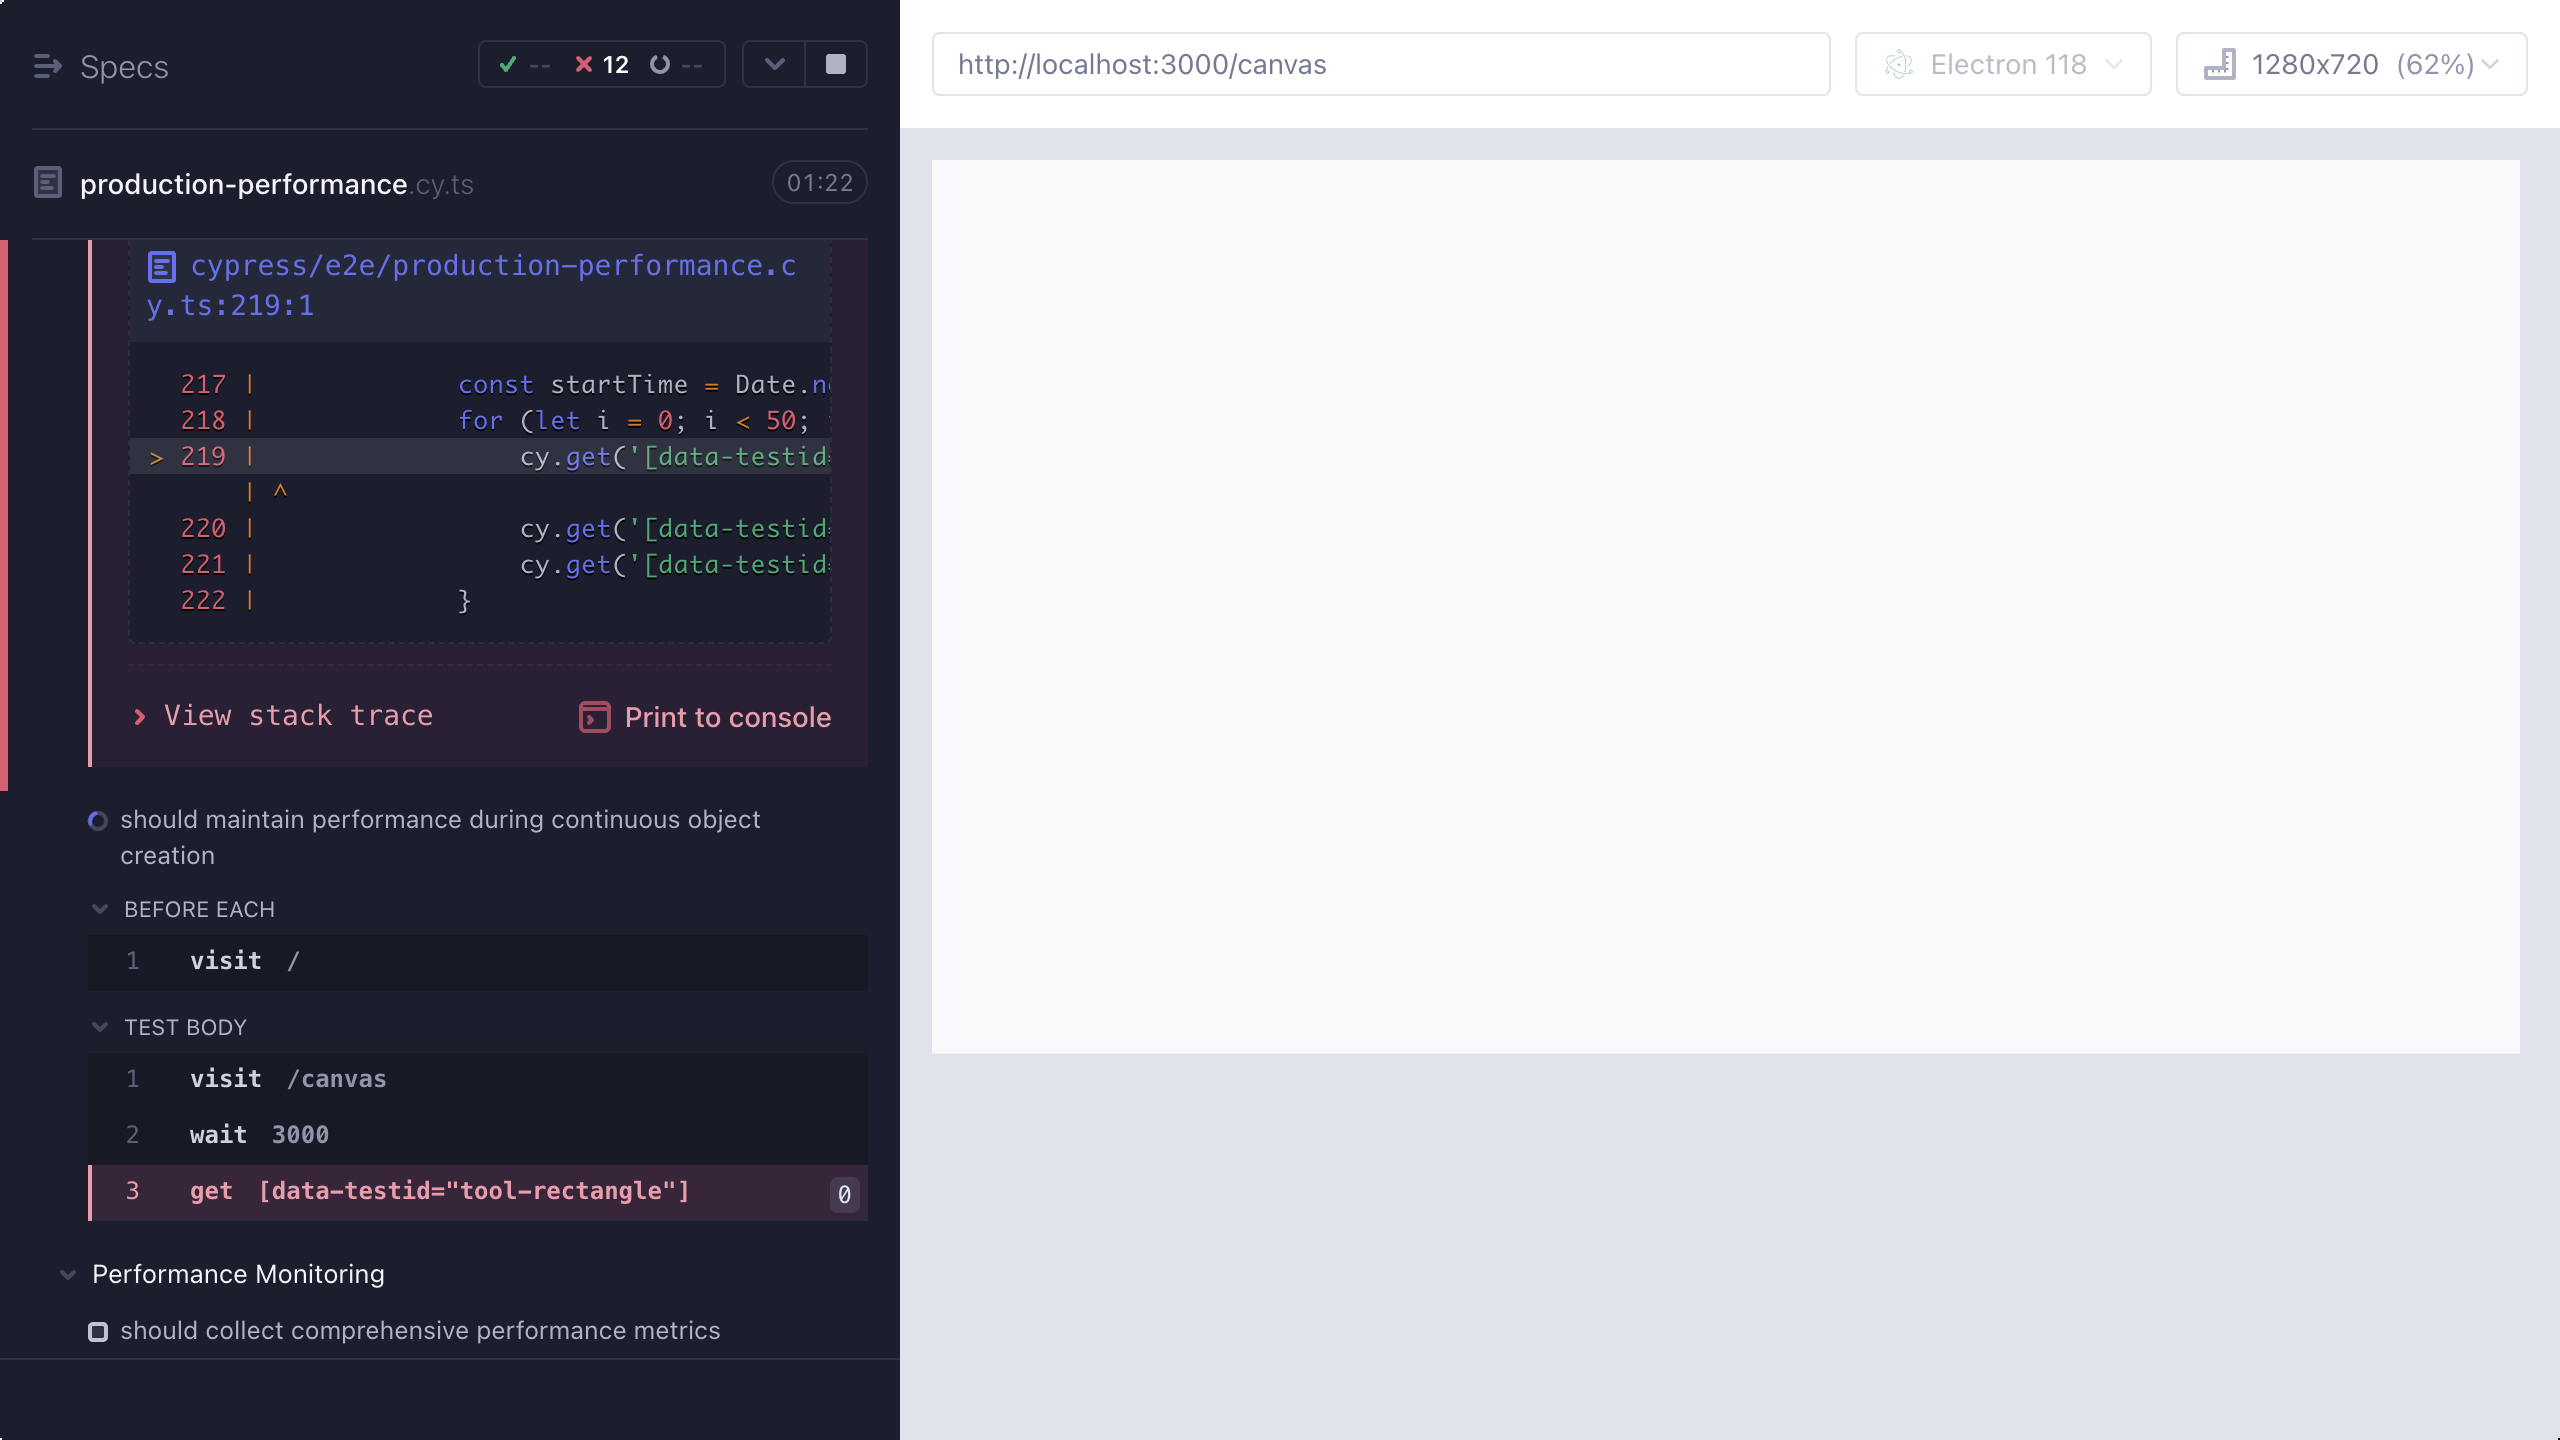 Specs
-- 12 --
http://localhost:3000/canvas
Electron 118
1280x720 (62%)
production-performance.cy.ts
01:22
cypress/e2e/production-performance.c
y.ts:219:1
217 | const startTime = Date.n
218 | for (let i = 0; i < 50;
> 219 | cy.get('[data-testid=
| ^
220 | cy.get('[data-testid=
221 | cy.get('[data-testid=
222 | }
View stack trace
Print to console
should maintain performance during continuous object
creation
BEFORE EACH
1 visit /
TEST BODY
1 visit /canvas
2 wait 3000
3 get [data-testid="tool-rectangle"] 0
Performance Monitoring
should collect comprehensive performance metrics